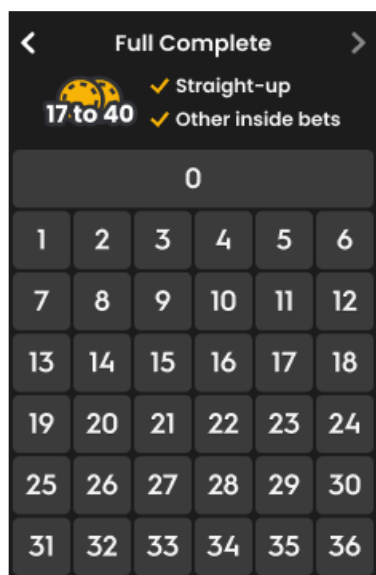 Full Complete
17 to 40
Straight-up
Other inside bets
0
1 2 3 4 5 6
7 8 9 10 11 12
13 14 15 16 17 18
19 20 21 22 23 24
25 26 27 28 29 30
31 32 33 34 35 36